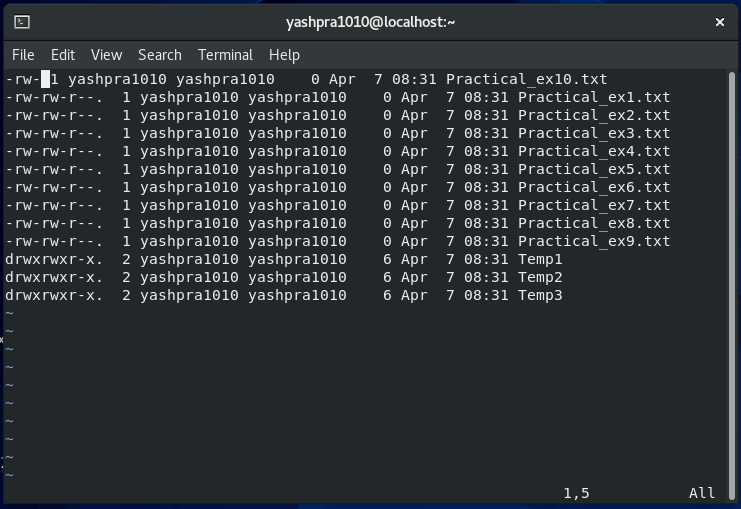 yashpra1010@localhost:~
File Edit View Search Terminal Help
-rw- 1 yashpra1010 yashpra1010    0 Apr  7 08:31 Practical_ex10.txt
-rw-rw-r--.  1 yashpra1010 yashpra1010    0 Apr  7 08:31 Practical_ex1.txt
-rw-rw-r--.  1 yashpra1010 yashpra1010    0 Apr  7 08:31 Practical_ex2.txt
-rw-rw-r--.  1 yashpra1010 yashpra1010    0 Apr  7 08:31 Practical_ex3.txt
-rw-rw-r--.  1 yashpra1010 yashpra1010    0 Apr  7 08:31 Practical_ex4.txt
-rw-rw-r--.  1 yashpra1010 yashpra1010    0 Apr  7 08:31 Practical_ex5.txt
-rw-rw-r--.  1 yashpra1010 yashpra1010    0 Apr  7 08:31 Practical_ex6.txt
-rw-rw-r--.  1 yashpra1010 yashpra1010    0 Apr  7 08:31 Practical_ex7.txt
-rw-rw-r--.  1 yashpra1010 yashpra1010    0 Apr  7 08:31 Practical_ex8.txt
-rw-rw-r--.  1 yashpra1010 yashpra1010    0 Apr  7 08:31 Practical_ex9.txt
drwxrwxr-x.  2 yashpra1010 yashpra1010    6 Apr  7 08:31 Temp1
drwxrwxr-x.  2 yashpra1010 yashpra1010    6 Apr  7 08:31 Temp2
drwxrwxr-x.  2 yashpra1010 yashpra1010    6 Apr  7 08:31 Temp3
~
~
~
~
~
~
~
~
~
~
1,5 All